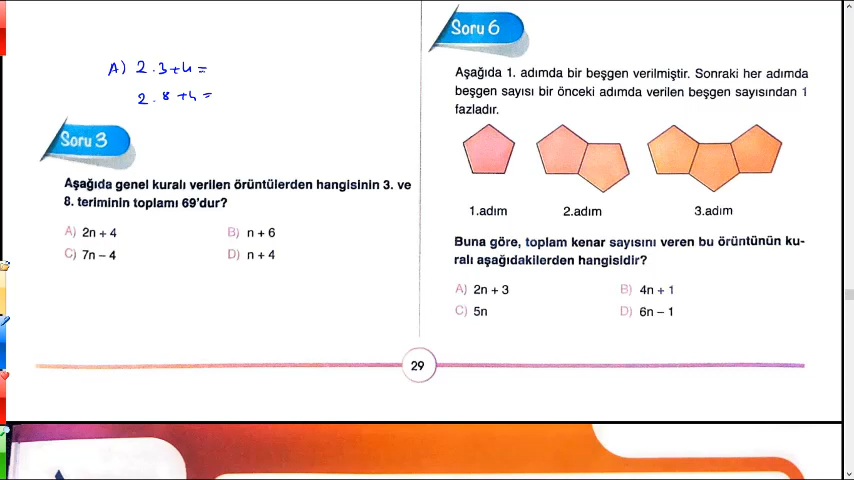 A) 2.3+4=
2.8+4=
Soru 3
Aşağıda genel kuralı verilen örüntülerden hangisinin 3. ve
8. teriminin toplamı 69'dur?
A) 2n + 4
B) n + 6
C) 7n – 4
D) n + 4
Soru 6
Aşağıda 1. adımda bir beşgen verilmiştir. Sonraki her adımda
beşgen sayısı bir önceki adımda verilen beşgen sayısından 1
fazladır.
1.adım
2.adım
3.adım
Buna göre, toplam kenar sayısını veren bu örüntünün ku-
ralı aşağıdakilerden hangisidir?
A) 2n + 3
B) 4n + 1
C) 5n
D) 6n – 1
29